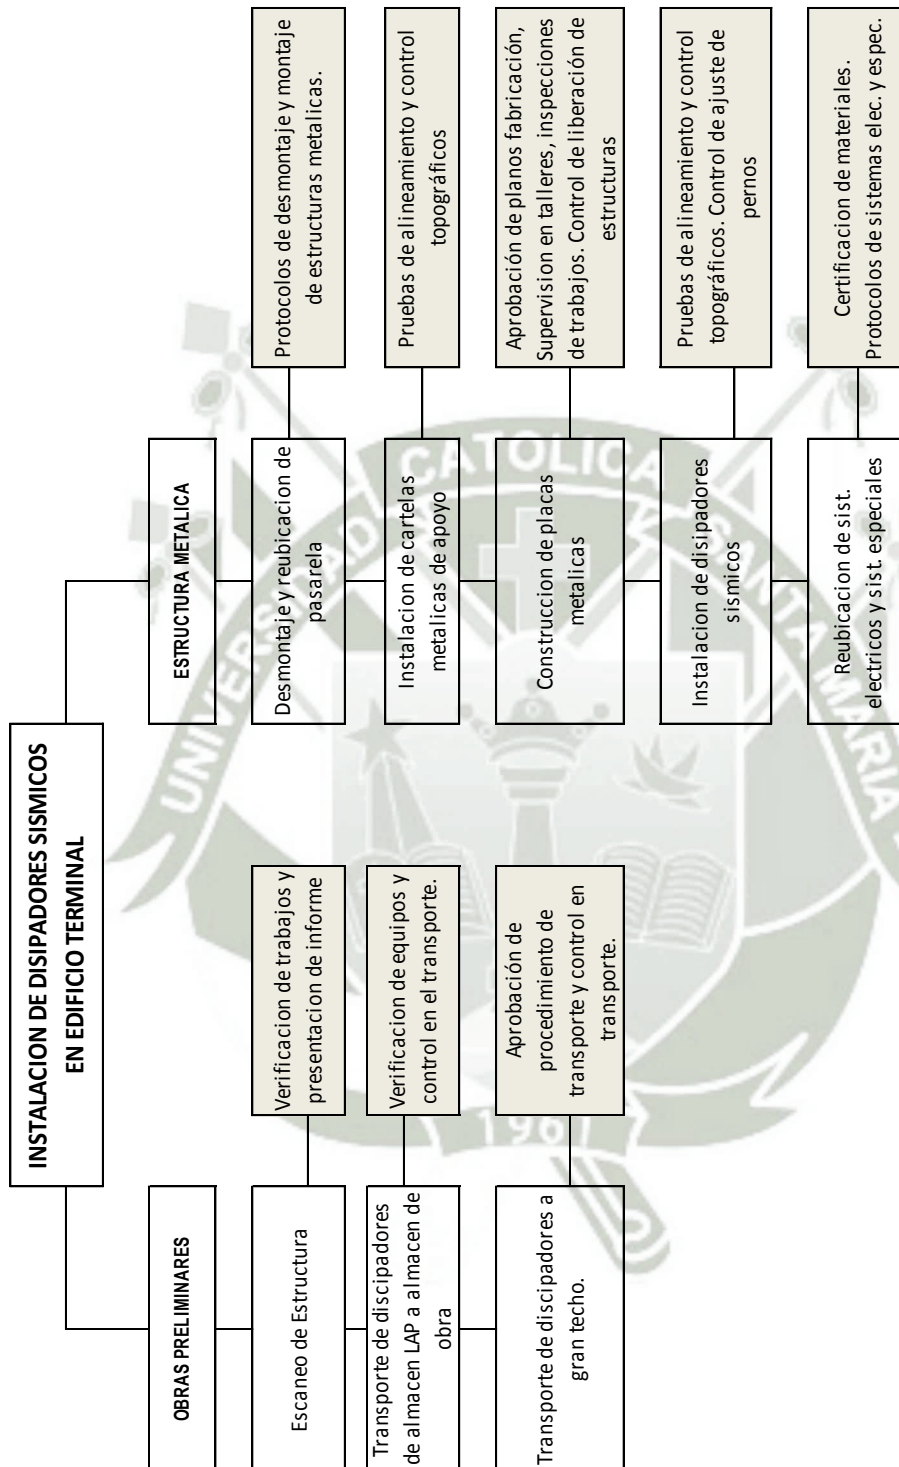 INSTALACION DE DISIPADORES SISMICOS
EN EDIFICIO TERMINAL
OBRAS PRELIMINARES
Escaneo de Estructura
Verificacion de trabajos y
presentacion de informe
Transporte de discipadores
de almacen LAP a almacen de
obra
Verificacion de equipos y
control en el transporte.
Transporte de discipadores a
gran techo.
Aprobación de
procedimiento de
transporte y control en
transporte.
ESTRUCTURA METALICA
Desmontaje y reubicacion de
pasarela
Protocolos de desmontaje y montaje
de estructuras metalicas.
Instalacion de cartelas
metalicas de apoyo
Pruebas de alineamiento y control
topográficos
Construccion de placas
metalicas
Aprobación de planos fabricación,
Supervision en talleres, inspecciones
de trabajos. Control de liberación de
estructuras
Instalacion de disipadores
sismicos
Pruebas de alineamiento y control
topográficos. Control de ajuste de
pernos
Reubicacion de sist.
electricos y sist. especiales
Certificacion de materiales.
Protocolos de sistemas elec. y espec.
UNIVERSIDAD CATOLICA SANTA MARIA
1961